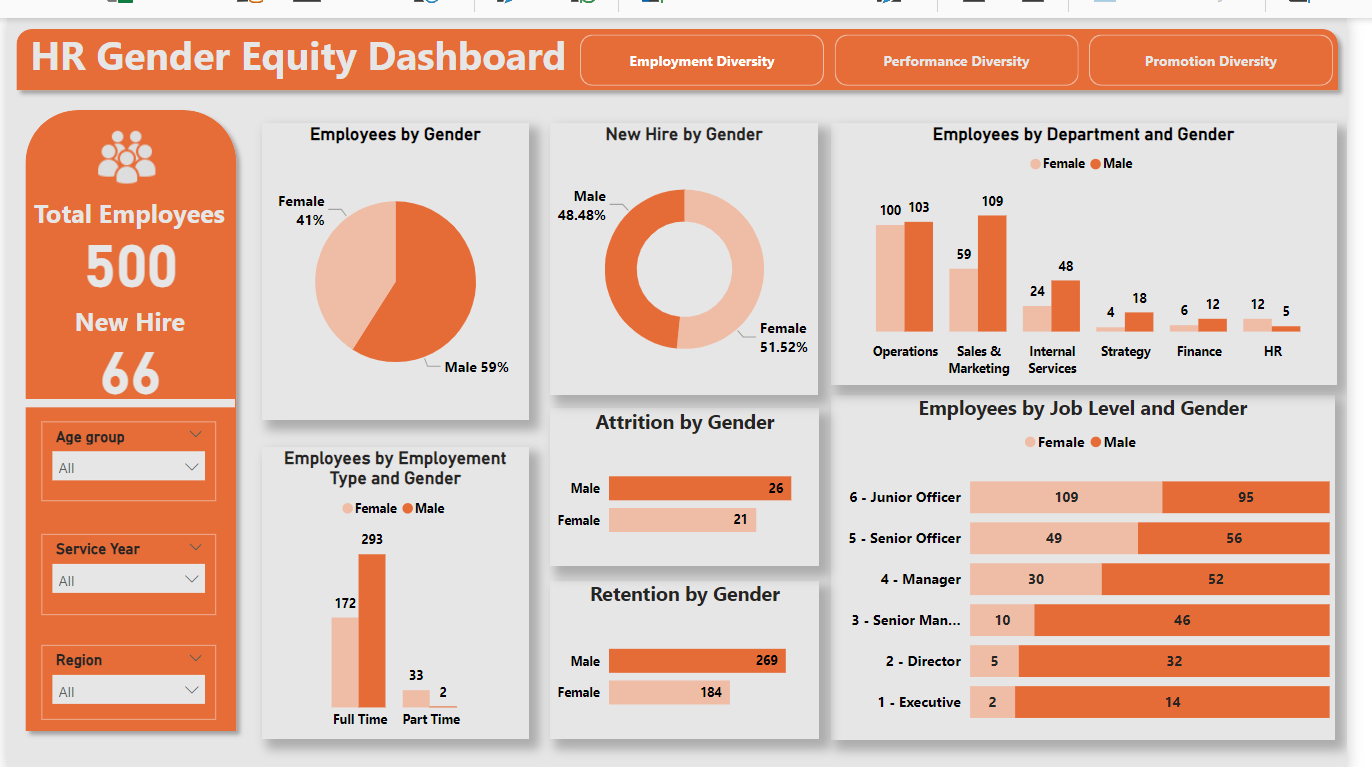 HR Gender Equity Dashboard
Employment Diversity
Performance Diversity
Promotion Diversity
Total Employees
500
New Hire
66
Age group
All
Service Year
All
Region
All
Employees by Gender
Female
41%
Male 59%
Employees by Employement
Type and Gender
Female Male
293
172
33
2
Full Time Part Time
New Hire by Gender
Male
48.48%
Female
51.52%
Attrition by Gender
Male 26
Female 21
Retention by Gender
Male 269
Female 184
Employees by Department and Gender
Female Male
100 103 59 109 24 48 4 18 6 12 12 5
Operations Sales & Internal Strategy Finance HR
Marketing Services
Employees by Job Level and Gender
Female Male
6 - Junior Officer 109 95
5 - Senior Officer 49 56
4 - Manager 30 52
3 - Senior Man... 10 46
2 - Director 5 32
1 - Executive 2 14